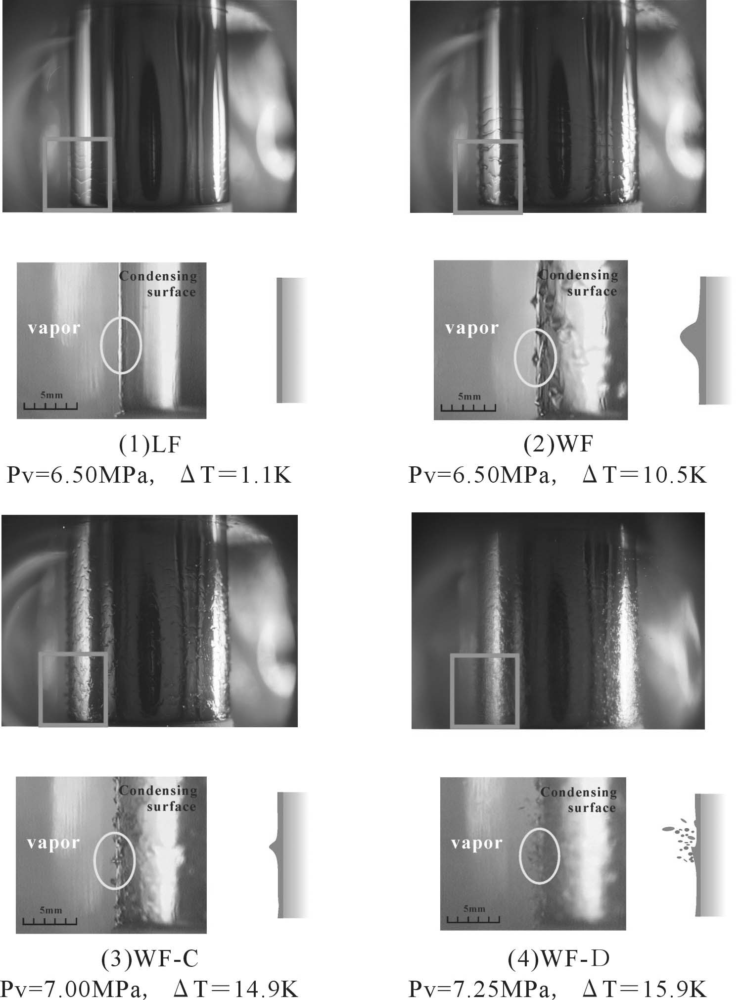 Condensing
surface
vapor
5mm
(1)LF
Pv=6.50MPa, ΔT=1.1K
Condensing
surface
vapor
5mm
(2)WF
Pv=6.50MPa, ΔT=10.5K
Condensing
surface
vapor
5mm
(3)WF-C
Pv=7.00MPa, ΔT=14.9K
Condensing
surface
vapor
5mm
(4)WF-D
Pv=7.25MPa, ΔT=15.9K